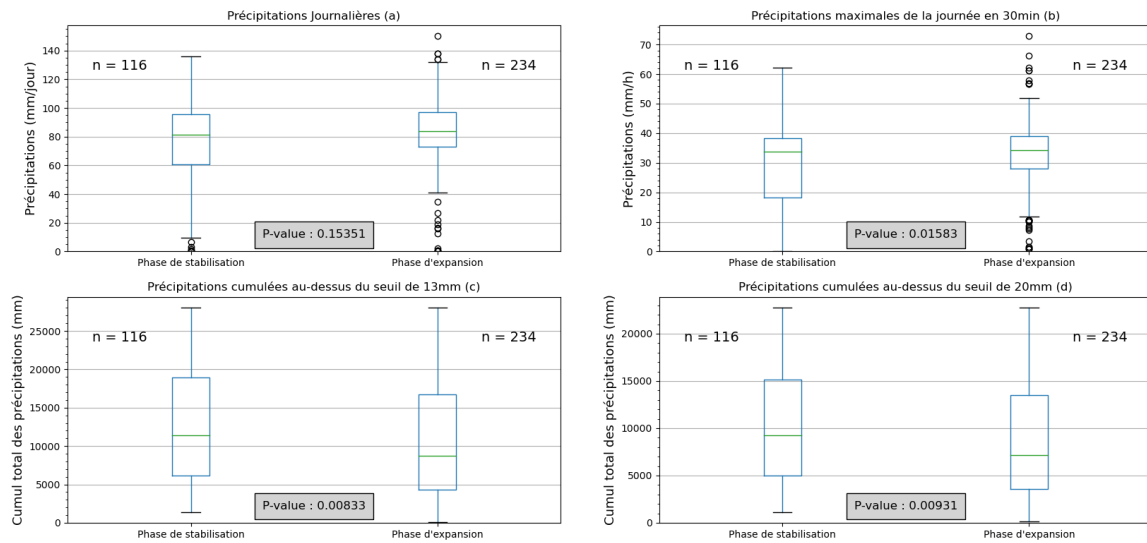 Précipitations Journalières (a)
Précipitations (mm/jour)
140
120
100
80
60
40
20
0
n = 116
n = 234
P-value : 0.15351
Phase de stabilisation
Phase d'expansion
Précipitations maximales de la journée en 30min (b)
Précipitations (mm/h)
70
60
50
40
30
20
10
0
n = 116
n = 234
P-value : 0.01583
Phase de stabilisation
Phase d'expansion
Précipitations cumulées au-dessus du seuil de 13mm (c)
Cumul total des précipitations (mm)
25000
20000
15000
10000
5000
0
n = 116
n = 234
P-value : 0.00833
Phase de stabilisation
Phase d'expansion
Précipitations cumulées au-dessus du seuil de 20mm (d)
Cumul total des précipitations (mm)
20000
15000
10000
5000
0
n = 116
n = 234
P-value : 0.00931
Phase de stabilisation
Phase d'expansion